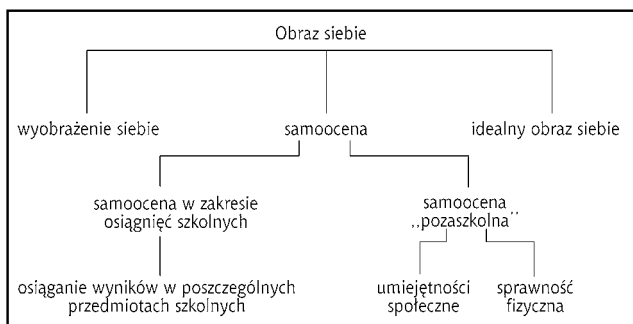 Obraz siebie
wyobrażenie siebie
samoocena
idealny obraz siebie
samoocena w zakresie
osiągnięć szkolnych
samoocena
,,pozaszkolna''
osiąganie wyników w poszczególnych
przedmiotach szkolnych
umiejętności
społeczne
sprawność
fizyczna